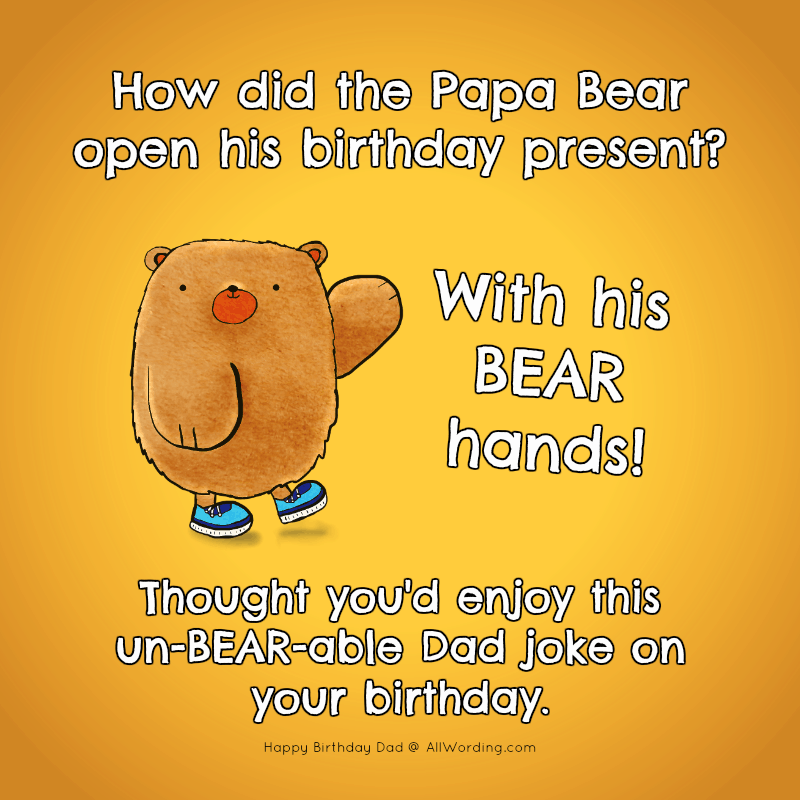 How did the Papa Bear
open his birthday present?
With his
BEAR
hands!
Thought you'd enjoy this
un-BEAR-able Dad joke on
your birthday.
Happy Birthday Dad @ AllWording.com